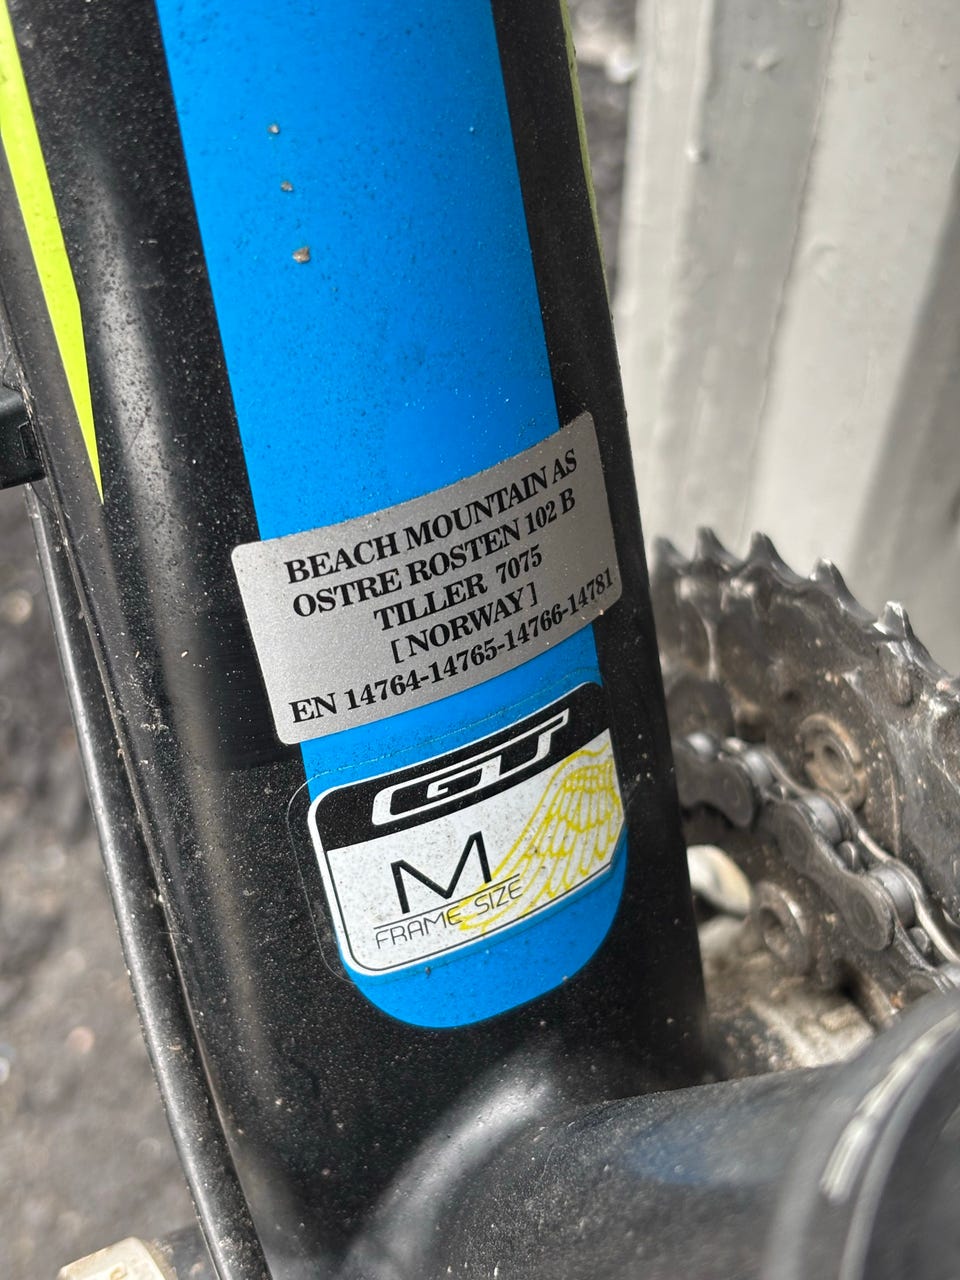 BEACH MOUNTAIN AS
OSTRE ROSTEN 102 B
TILLER 7075
[NORWAY]
EN 14764-14765-14766-14781
GT
M
FRAME SIZE